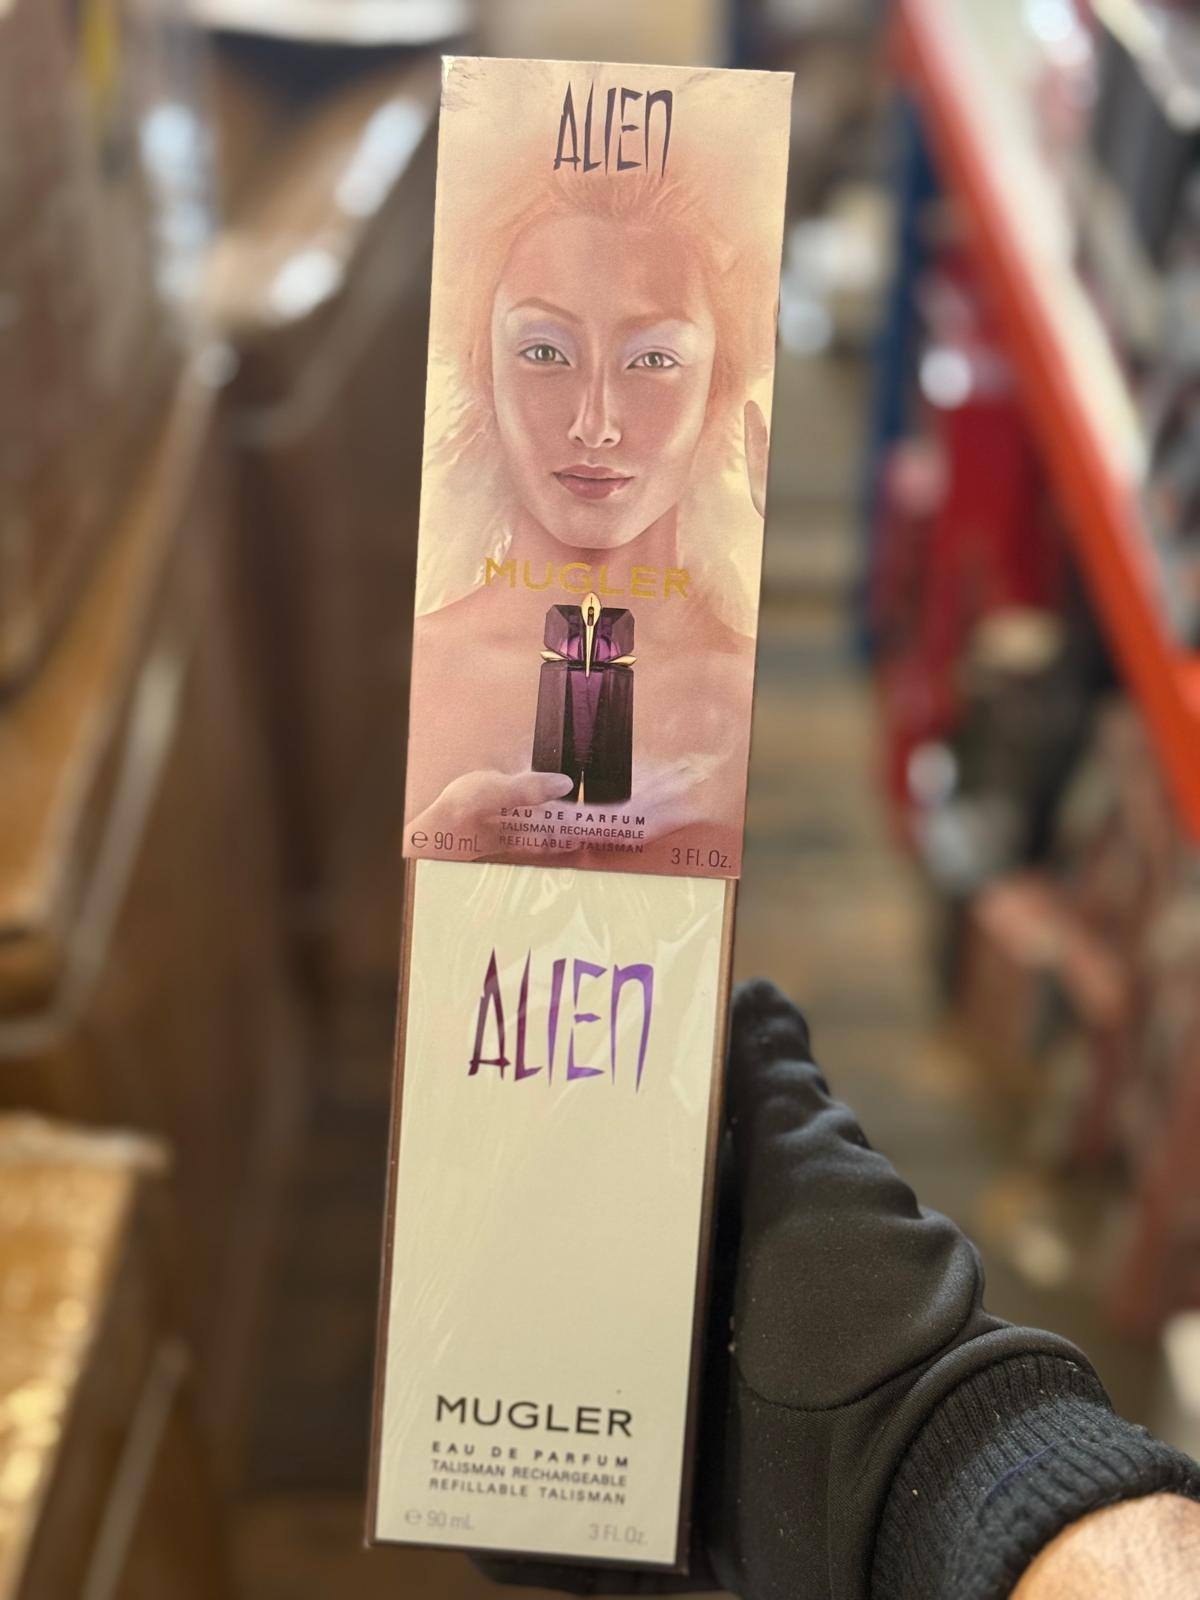 ALIEN
MUGLER
EAU DE PARFUM
TALISMAN RECHARGEABLE
REFILLABLE TALISMAN
℮ 90 mL
3 Fl. Oz.
ALIEN
MUGLER
EAU DE PARFUM
TALISMAN RECHARGEABLE
REFILLABLE TALISMAN
℮ 90 mL
3 Fl. Oz.